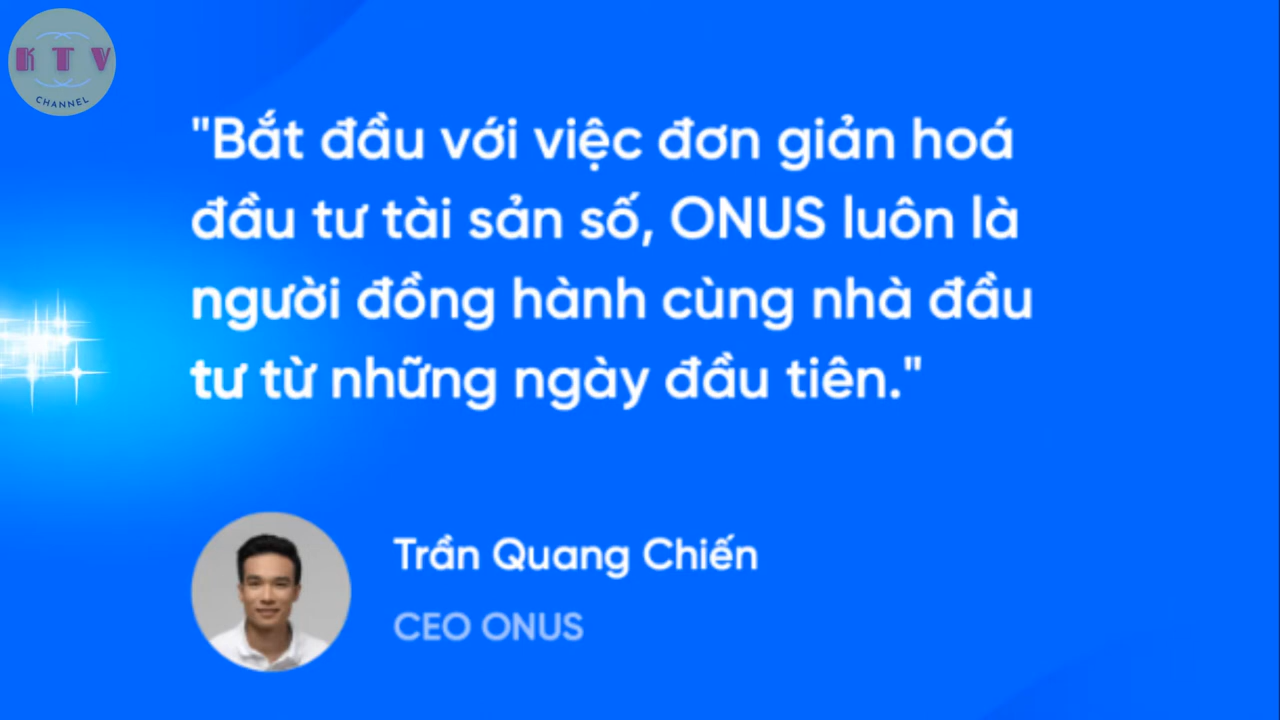 KTV
CHANNEL
"Bắt đầu với việc đơn giản hoá
đầu tư tài sản số, ONUS luôn là
người đồng hành cùng nhà đầu
tư từ những ngày đầu tiên."
Trần Quang Chiến
CEO ONUS